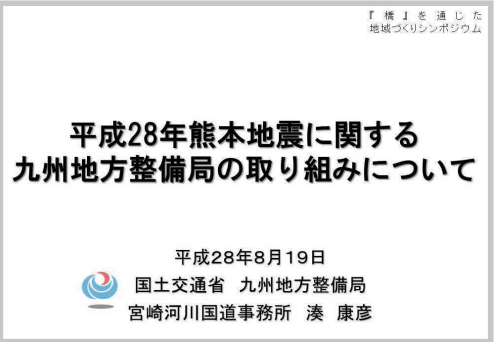 『 橋 』 を 通 じ た
地域づくりシンポジウム
平成28年熊本地震に関する
九州地方整備局の取り組みについて
平成28年8月19日
国土交通省　九州地方整備局
宮崎河川国道事務所　湊　康彦